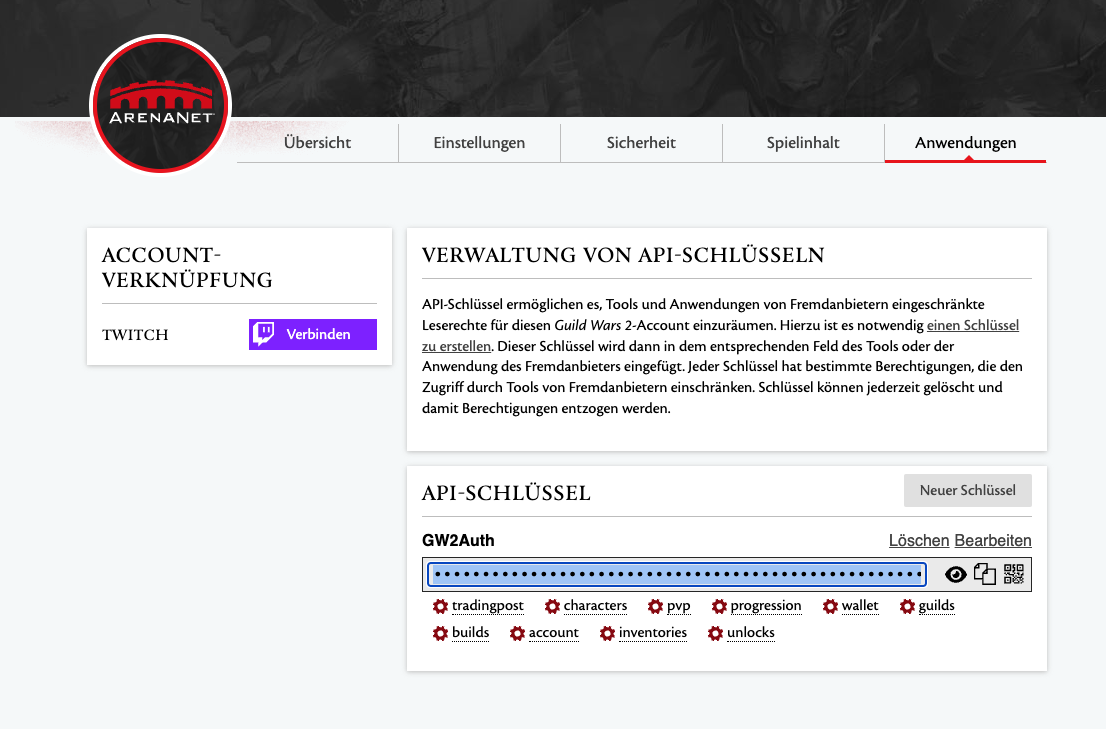 ARENANET
Übersicht
Einstellungen
Sicherheit
Spielinhalt
Anwendungen
ACCOUNT-
VERKNÜPFUNG
TWITCH
Verbinden
VERWALTUNG VON API-SCHLÜSSELN
API-Schlüssel ermöglichen es, Tools und Anwendungen von Fremdanbietern eingeschränkte
Leserechte für diesen Guild Wars 2-Account einzuräumen. Hierzu ist es notwendig einen Schlüssel
zu erstellen. Dieser Schlüssel wird dann in dem entsprechenden Feld des Tools oder der
Anwendung des Fremdanbieters eingefügt. Jeder Schlüssel hat bestimmte Berechtigungen, die den
Zugriff durch Tools von Fremdanbietern einschränken. Schlüssel können jederzeit gelöscht und
damit Berechtigungen entzogen werden.
API-SCHLÜSSEL
Neuer Schlüssel
GW2Auth
Löschen Bearbeiten
tradingpost characters pvp progression wallet guilds
builds account inventories unlocks